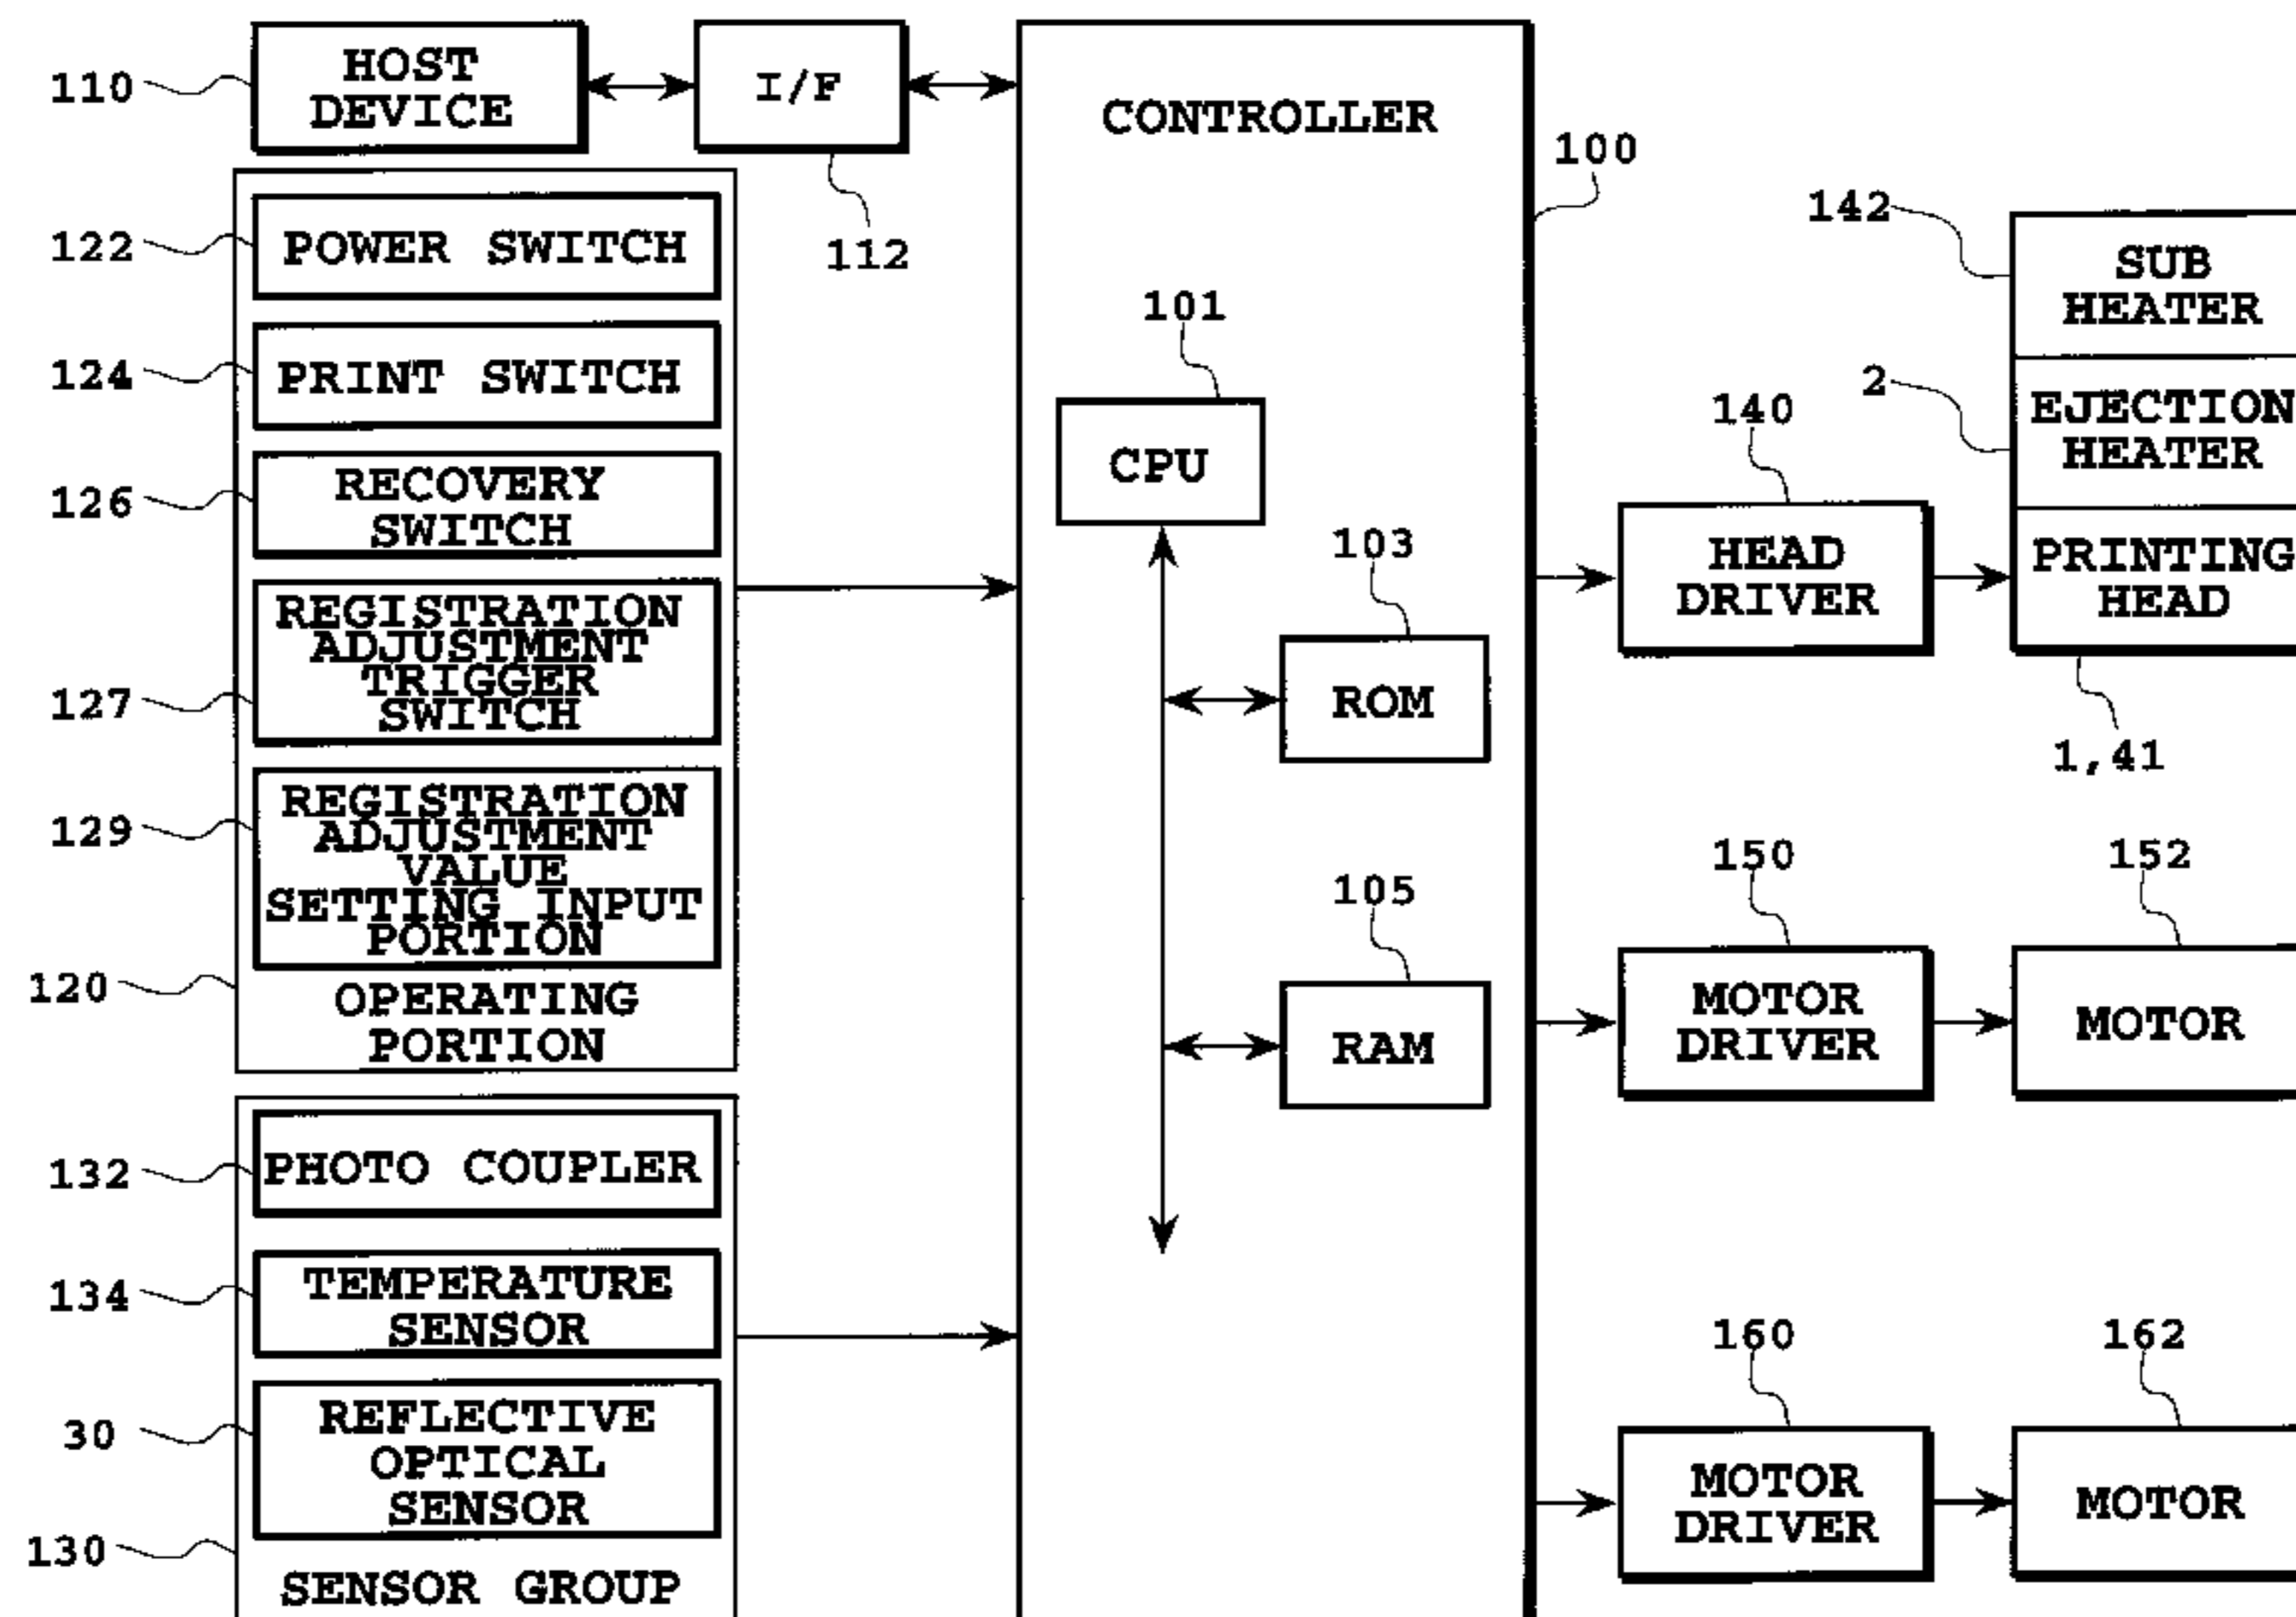 110
HOST
DEVICE
I/F
112
CONTROLLER
100
122
POWER SWITCH
124
PRINT SWITCH
126
RECOVERY
SWITCH
127
REGISTRATION
ADJUSTMENT
TRIGGER
SWITCH
129
REGISTRATION
ADJUSTMENT
VALUE
SETTING INPUT
PORTION
120
OPERATING
PORTION
132
PHOTO COUPLER
134
TEMPERATURE
SENSOR
30
REFLECTIVE
OPTICAL
SENSOR
130
SENSOR GROUP
101
CPU
103
ROM
105
RAM
140
HEAD
DRIVER
142
SUB
HEATER
2
EJECTION
HEATER
PRINTING
HEAD
1,41
150
MOTOR
DRIVER
152
MOTOR
160
MOTOR
DRIVER
162
MOTOR